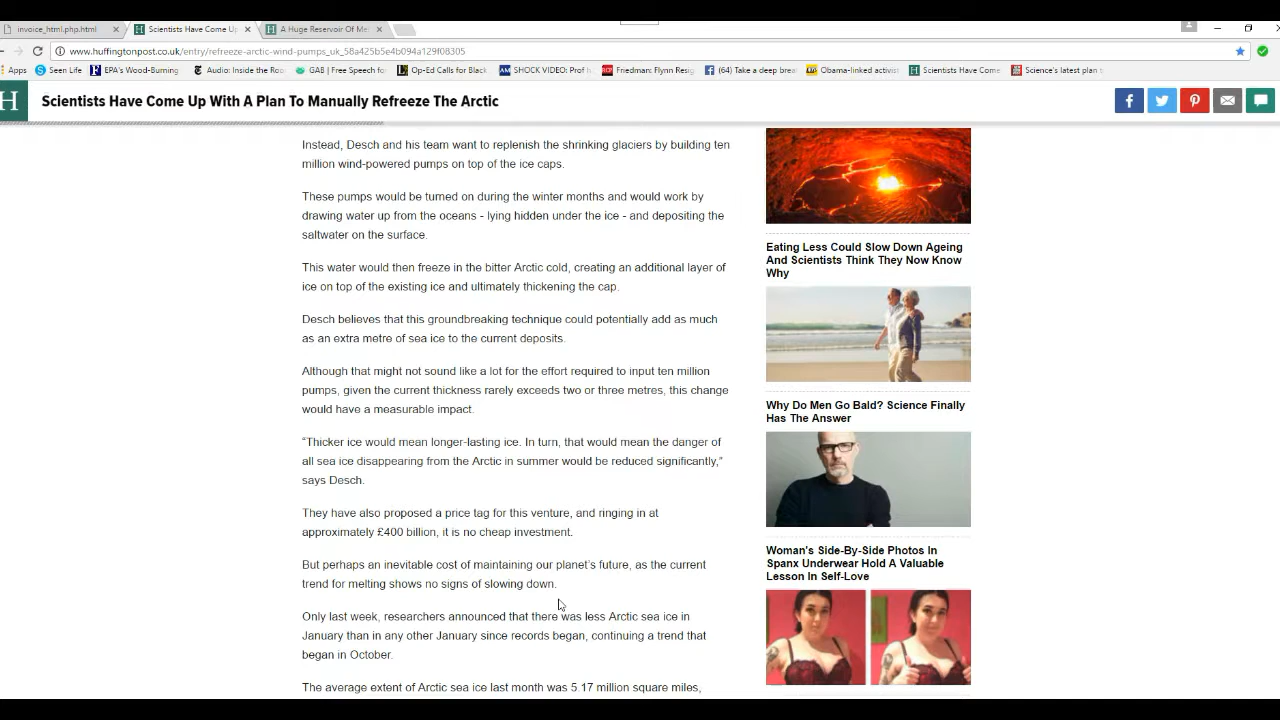 invoice_html.php.html
Scientists Have Come U
A Huge Reservoir Of Me
www.huffingtonpost.co.uk/entry/refreeze-arctic-wind-pumps_uk_58a425b5e4b094a129f08305
Apps
Seen Life
EPA's Wood-Burning
Audio: Inside the Roo
GAB | Free Speech fo
Op-Ed Calls for Black
SHOCK VIDEO: Prof h
Friedman: Flynn Resig
(64) Take a deep brea
Obama-linked activis
Scientists Have Come
Science's latest plan
H
Scientists Have Come Up With A Plan To Manually Refreeze The Arctic
Instead, Desch and his team want to replenish the shrinking glaciers by building ten
million wind-powered pumps on top of the ice caps.
These pumps would be turned on during the winter months and would work by
drawing water up from the oceans - lying hidden under the ice - and depositing the
saltwater on the surface.
This water would then freeze in the bitter Arctic cold, creating an additional layer of
ice on top of the existing ice and ultimately thickening the cap.
Desch believes that this groundbreaking technique could potentially add as much
as an extra metre of sea ice to the current deposits.
Although that might not sound like a lot for the effort required to input ten million
pumps, given the current thickness rarely exceeds two or three metres, this change
would have a measurable impact.
“Thicker ice would mean longer-lasting ice. In turn, that would mean the danger of
all sea ice disappearing from the Arctic in summer would be reduced significantly,”
says Desch.
They have also proposed a price tag for this venture, and ringing in at
approximately £400 billion, it is no cheap investment.
But perhaps an inevitable cost of maintaining our planet’s future, as the current
trend for melting shows no signs of slowing down.
Only last week, researchers announced that there was less Arctic sea ice in
January than in any other January since records began, continuing a trend that
began in October.
The average extent of Arctic sea ice last month was 5.17 million square miles,
Eating Less Could Slow Down Ageing
And Scientists Think They Now Know
Why
Why Do Men Go Bald? Science Finally
Has The Answer
Woman's Side-By-Side Photos In
Spanx Underwear Hold A Valuable
Lesson In Self-Love